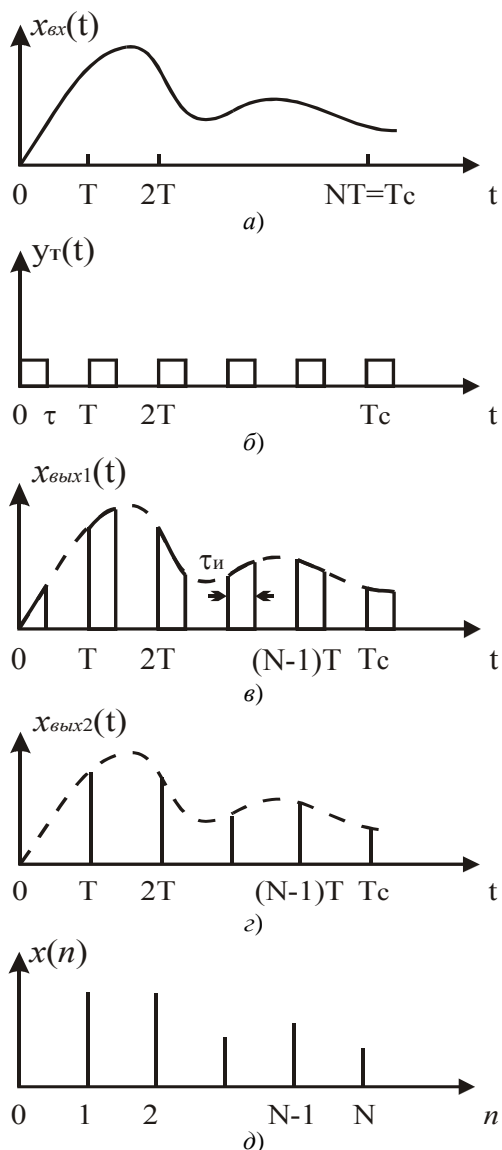 xвх(t)
0 T 2T NT=Tc t
а)
yт(t)
0 τ T 2T Tc t
б)
xвых1(t)
τи
0 T 2T (N-1)T Tc t
в)
xвых2(t)
0 T 2T (N-1)T Tc t
г)
x(n)
0 1 2 N-1 N n
д)